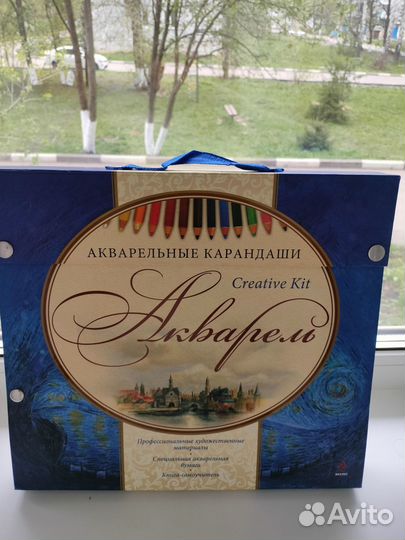 АКВАРЕЛЬНЫЕ КАРАНДАШИ
Creative Kit
Акварель
Профессиональные художественные
материалы
Специальная акварельная
бумага
Книга-самоучитель
Avito